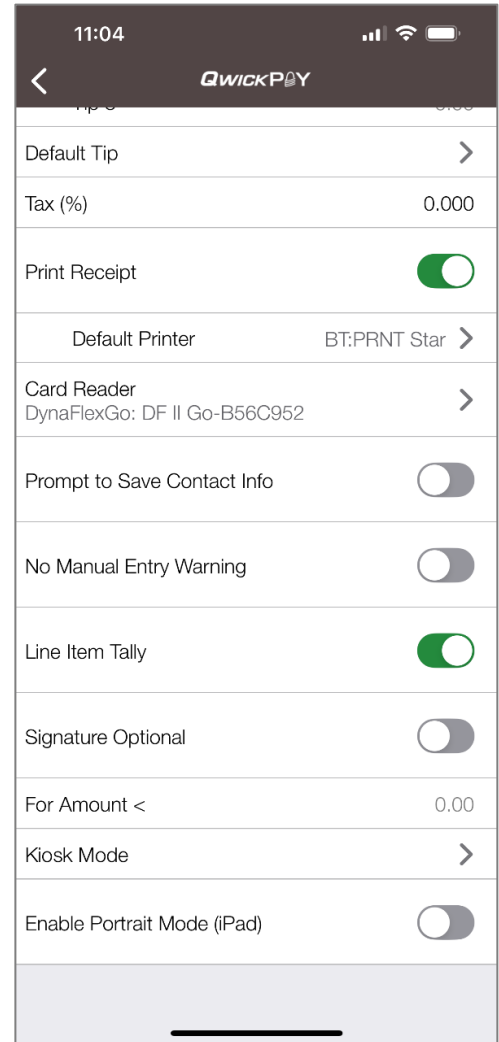 11:04
QWICKPAY
Default Tip
Tax (%) 0.000
Print Receipt
Default Printer BT:PRNT Star
Card Reader
DynaFlexGo: DF II Go-B56C952
Prompt to Save Contact Info
No Manual Entry Warning
Line Item Tally
Signature Optional
For Amount < 0.00
Kiosk Mode
Enable Portrait Mode (iPad)